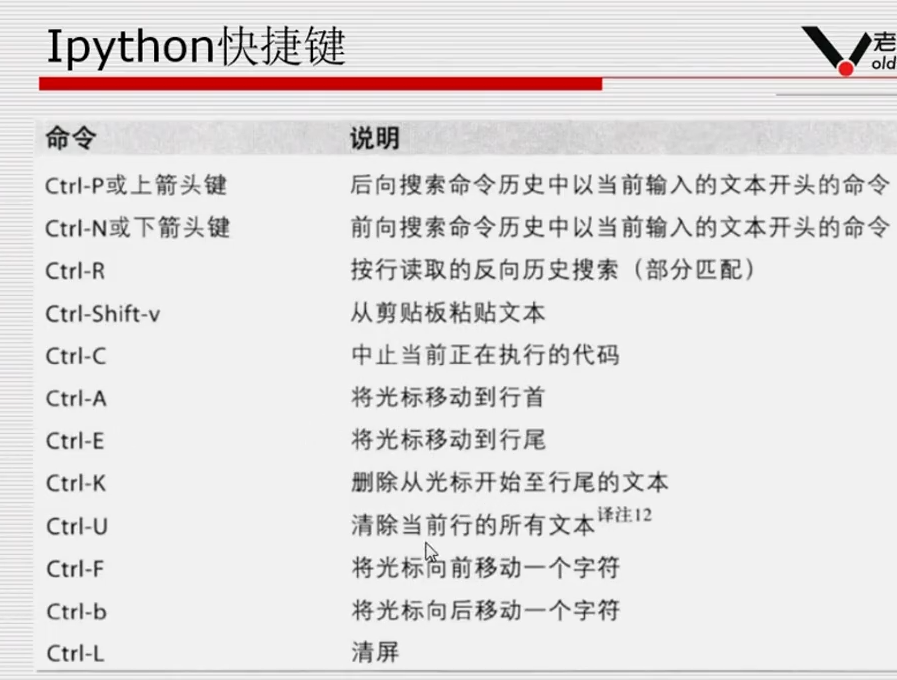 Ipython快捷键
老
old
命令 说明
Ctrl-P或上箭头键 后向搜索命令历史中以当前输入的文本开头的命令
Ctrl-N或下箭头键 前向搜索命令历史中以当前输入的文本开头的命令
Ctrl-R 按行读取的反向历史搜索（部分匹配）
Ctrl-Shift-v 从剪贴板粘贴文本
Ctrl-C 中止当前正在执行的代码
Ctrl-A 将光标移动到行首
Ctrl-E 将光标移动到行尾
Ctrl-K 删除从光标开始至行尾的文本
Ctrl-U 清除当前行的所有文本译注12
Ctrl-F 将光标向前移动一个字符
Ctrl-b 将光标向后移动一个字符
Ctrl-L 清屏